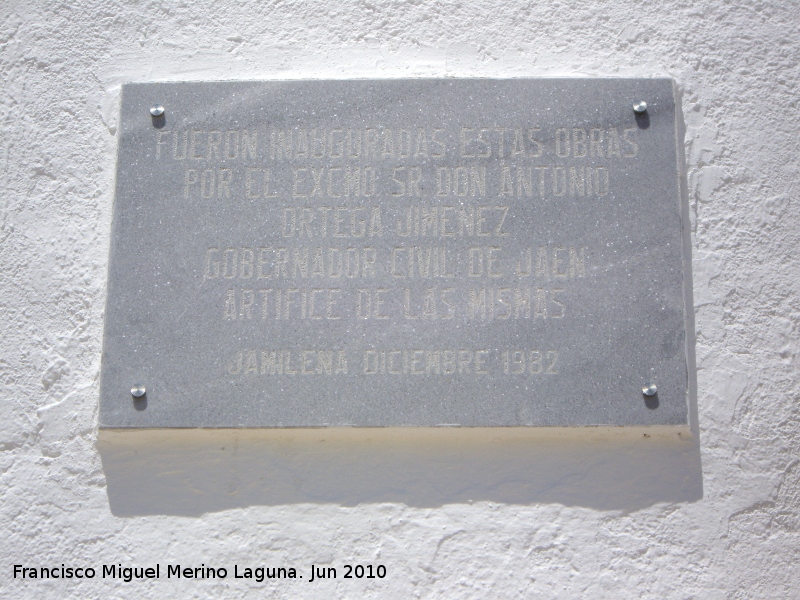 FUERON INAUGURADAS ESTAS OBRAS
POR EL EXCMO SR DON ANTONIO
ORTEGA JIMENEZ
GOBERNADOR CIVIL DE JAEN
ARTIFICE DE LAS MISMAS
JAMILENA DICIEMBRE 1982
Francisco Miguel Merino Laguna. Jun 2010